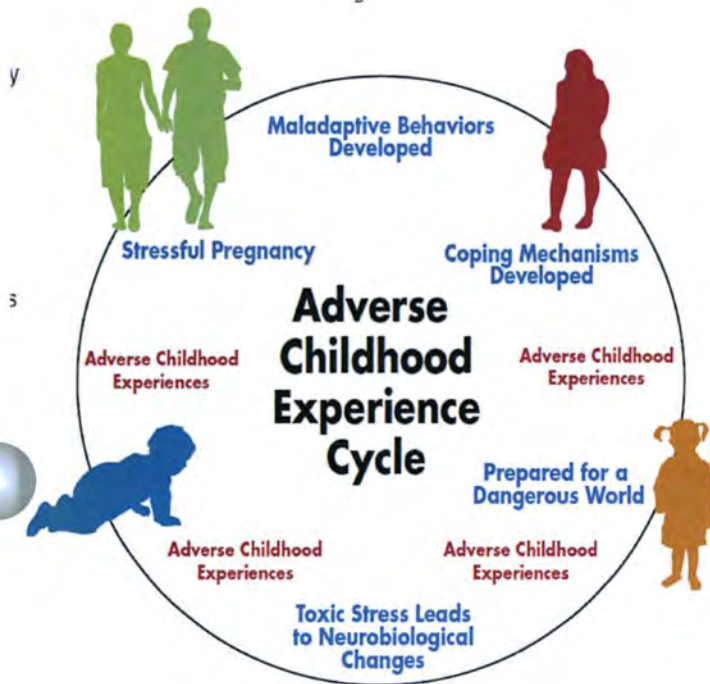 y
Maladaptive Behaviors
Developed
Stressful Pregnancy
Coping Mechanisms
Developed
s
Adverse
Childhood
Experience
Cycle
Adverse Childhood
Experiences
Adverse Childhood
Experiences
Prepared for a
Dangerous World
Adverse Childhood
Experiences
Adverse Childhood
Experiences
Toxic Stress Leads
to Neurobiological
Changes